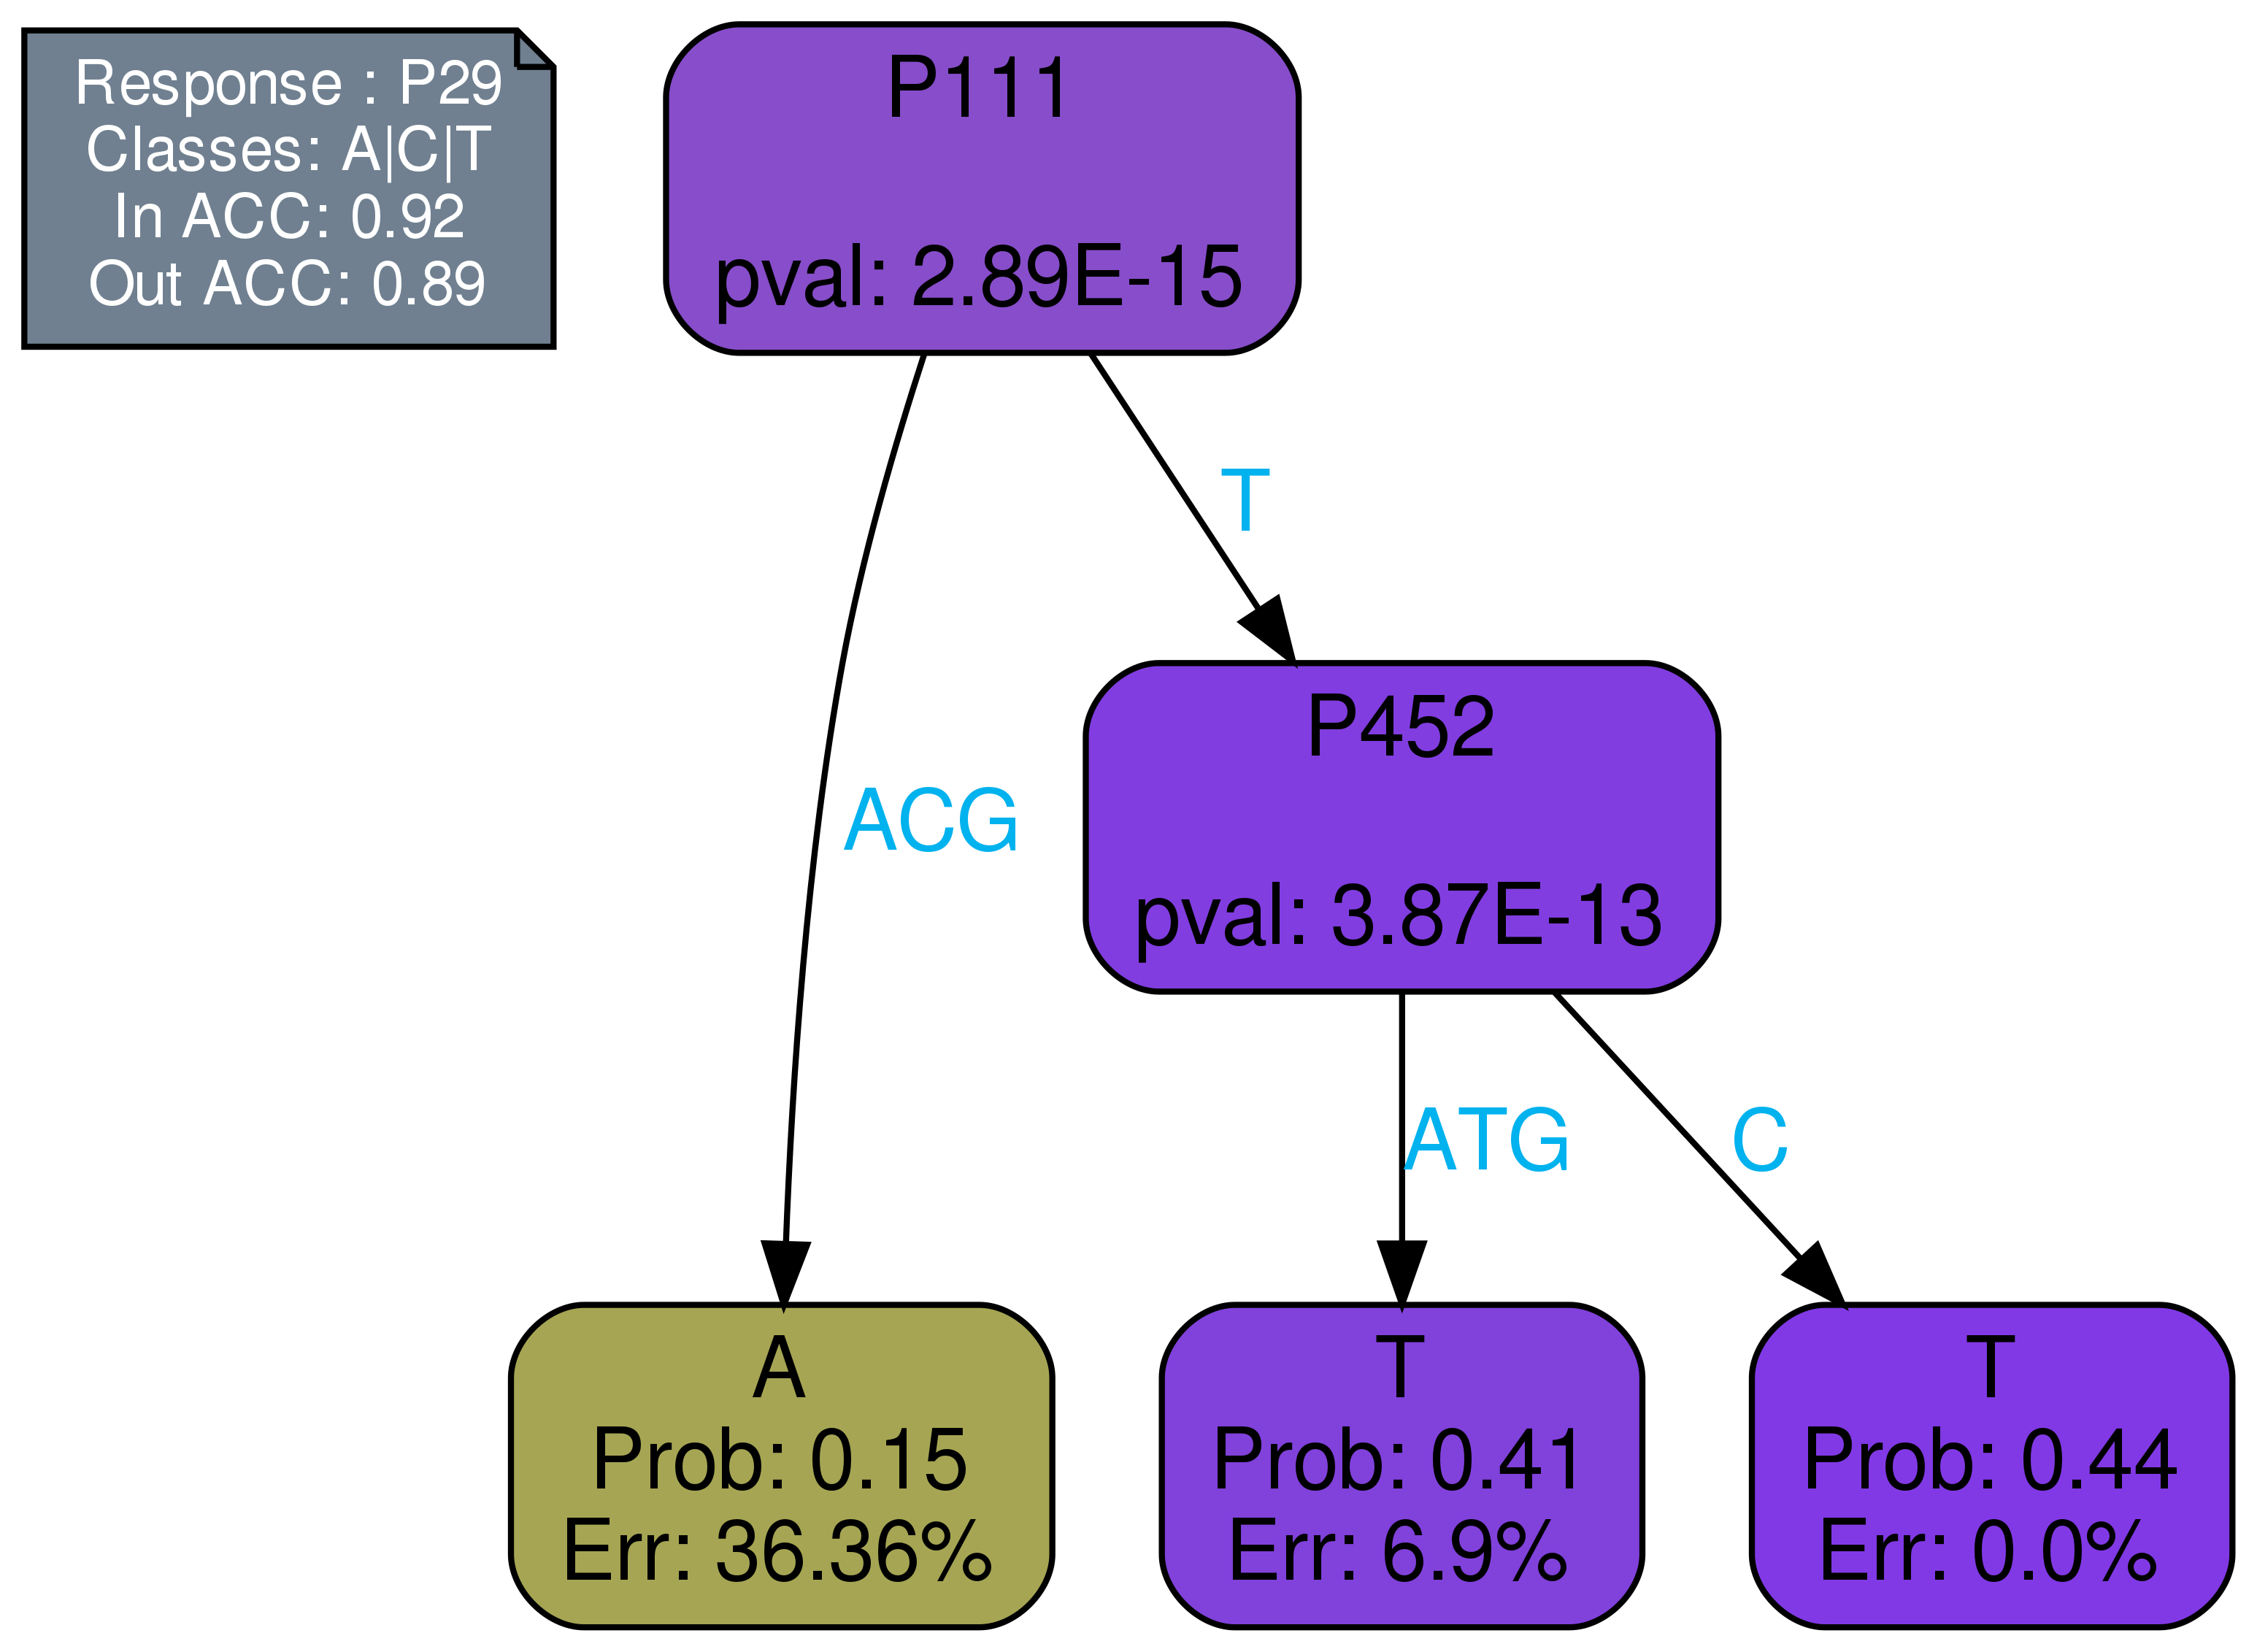 Response : P29
Classes: A|C|T
In ACC: 0.92
Out ACC: 0.89
P111
pval: 2.89E-15
T
P452
pval: 3.87E-13
ACG
ATG
C
A
Prob: 0.15
Err: 36.36%
T
Prob: 0.41
Err: 6.9%
T
Prob: 0.44
Err: 0.0%